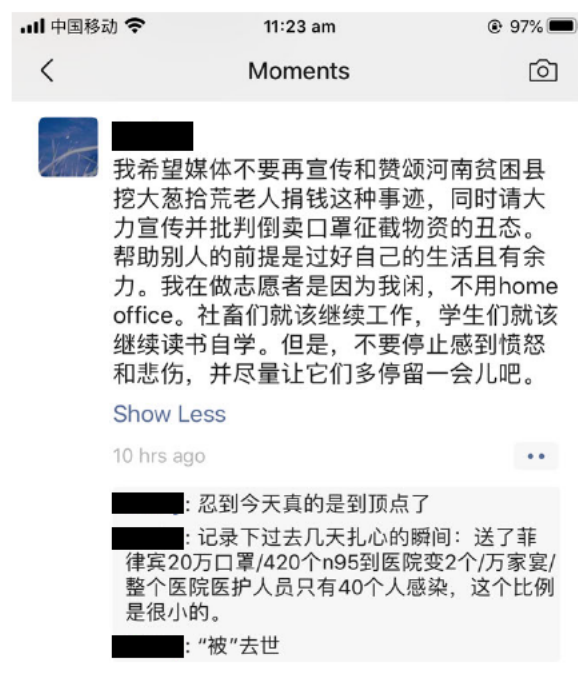 中国移动
11:23 am
97%
Moments
我希望媒体不要再宣传和赞颂河南贫困县
挖大葱拾荒老人捐钱这种事迹，同时请大
力宣传并批判倒卖口罩征截物资的丑态。
帮助别人的前提是过好自己的生活且有余
力。我在做志愿者是因为我闲，不用home
office。社畜们就该继续工作，学生们就该
继续读书自学。但是，不要停止感到愤怒
和悲伤，并尽量让它们多停留一会儿吧。
Show Less
10 hrs ago
: 忍到今天真的是到顶点了
: 记录下过去几天扎心的瞬间：送了菲
律宾20万口罩/420个n95到医院变2个/万家宴/
整个医院医护人员只有40个人感染，这个比例
是很小的。
: “被”去世